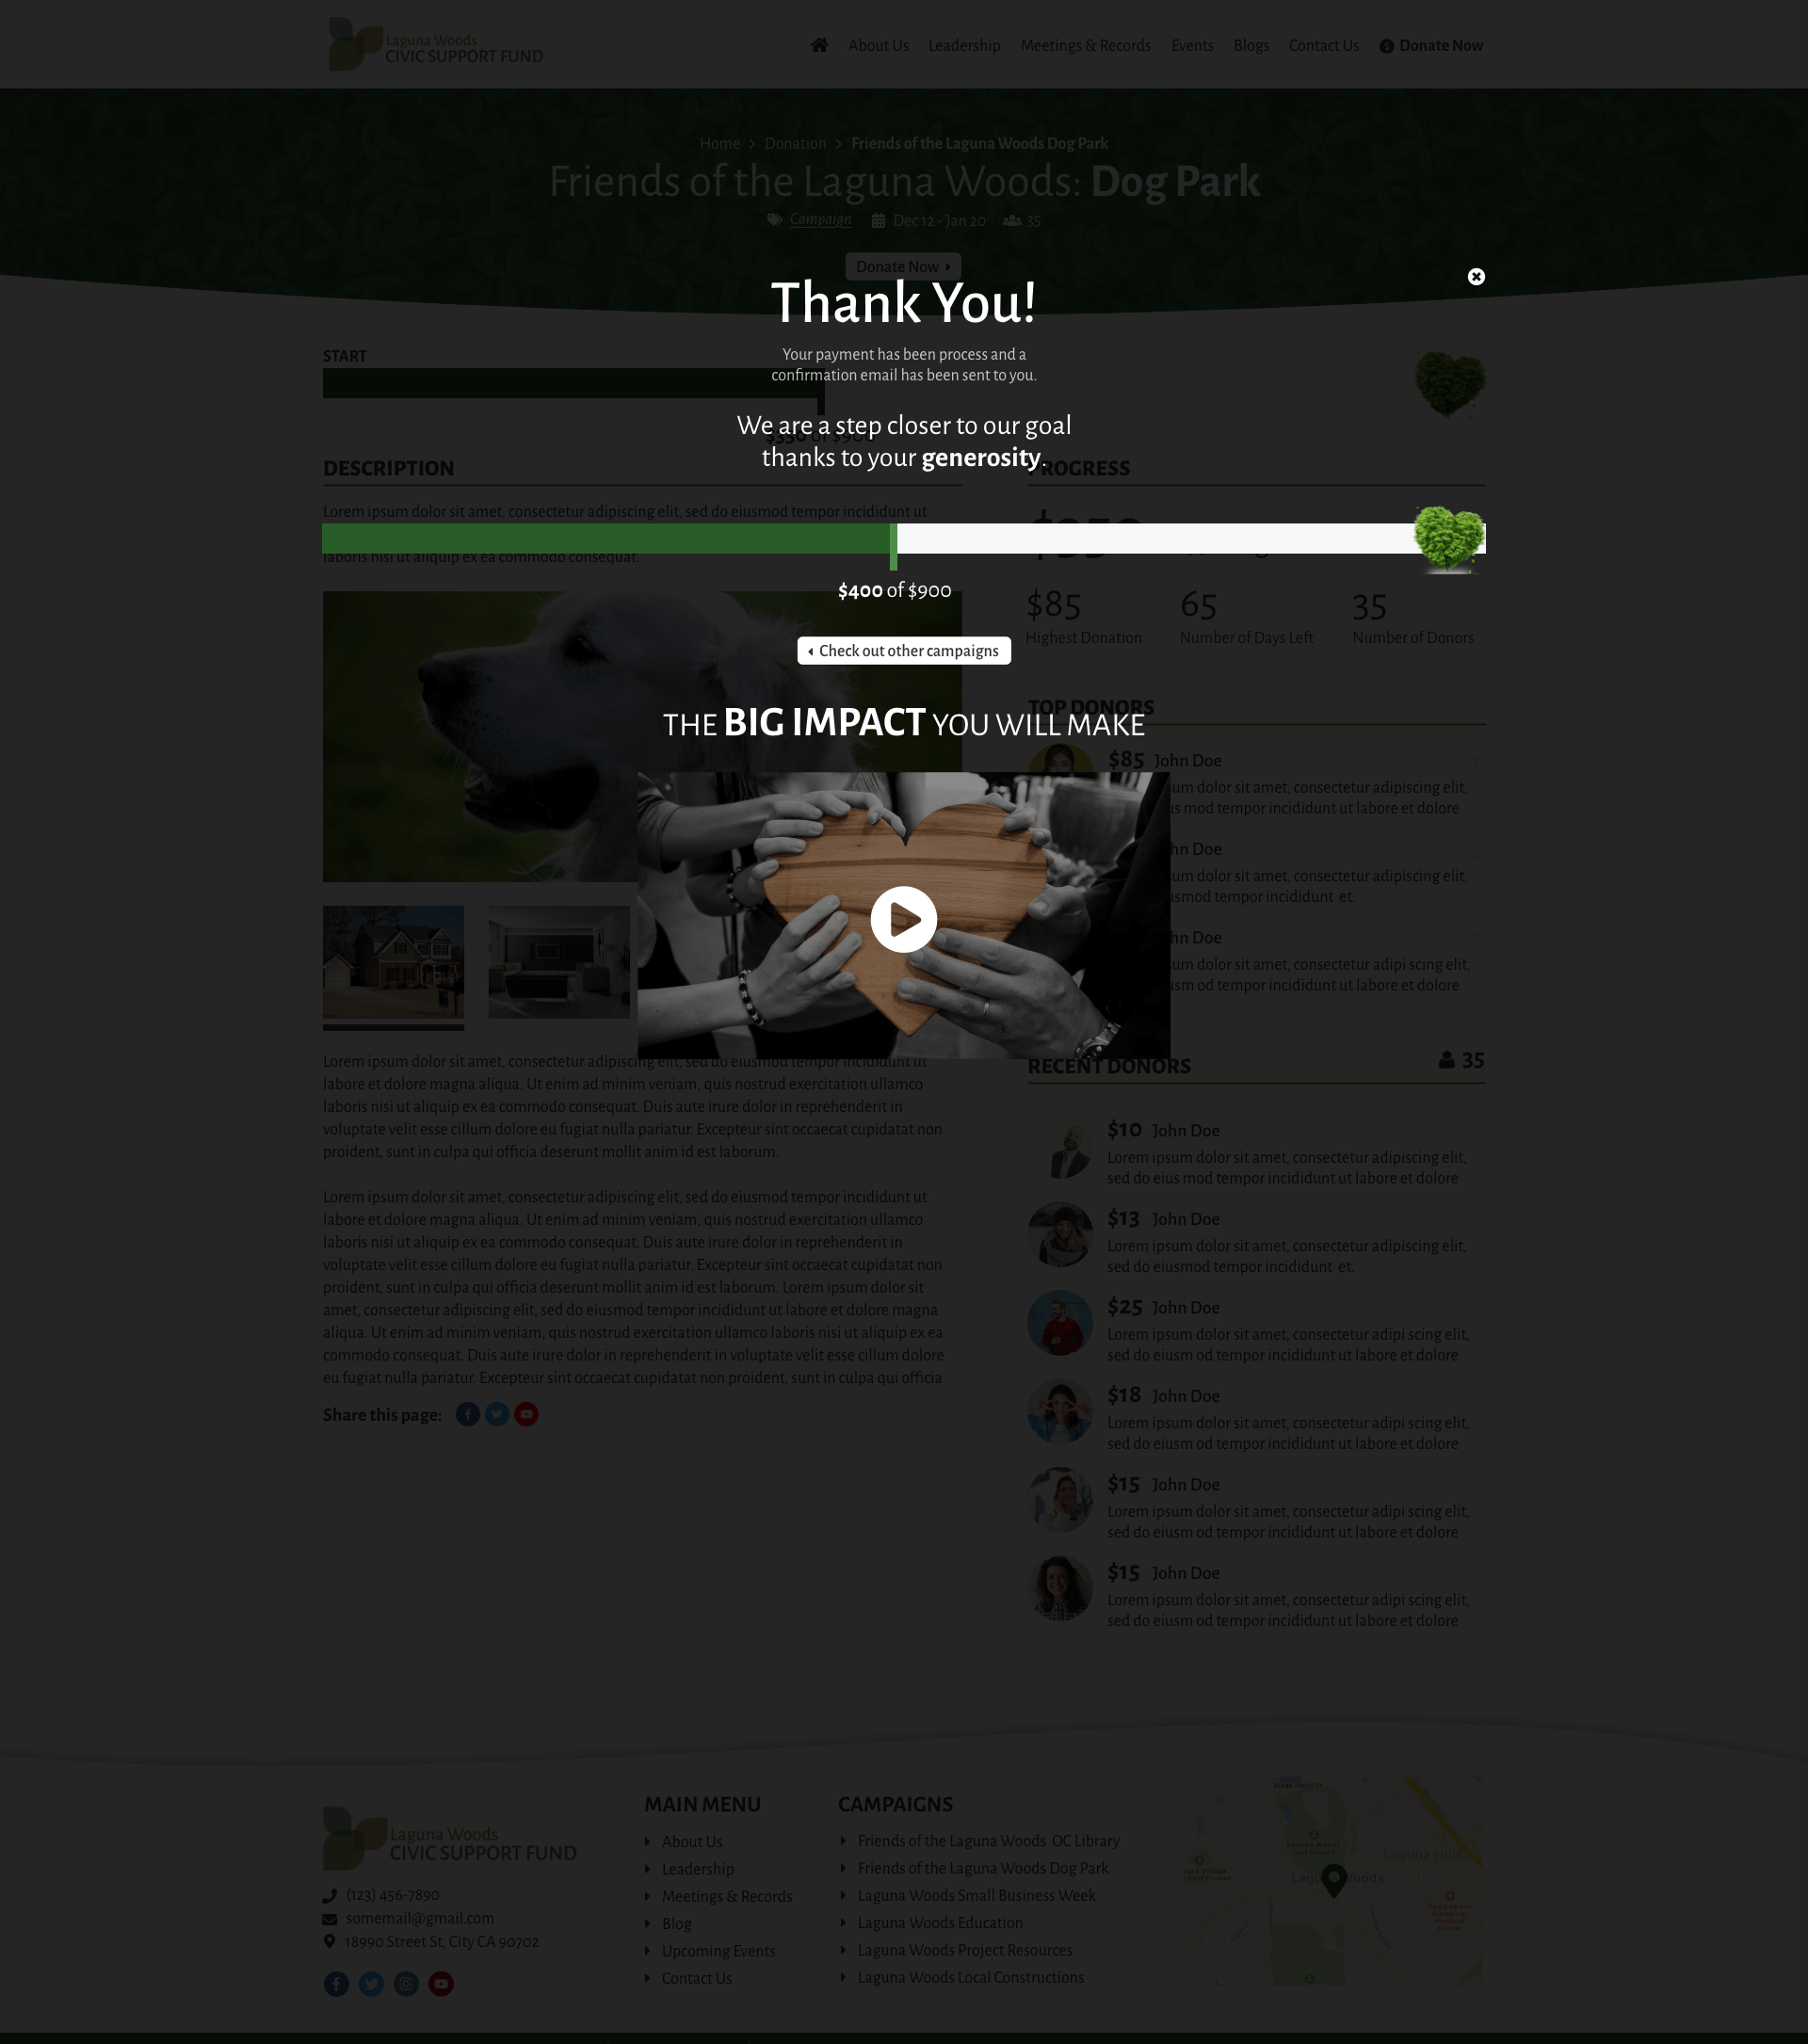 Laguna Woods
CIVIC SUPPORT FUND
About Us Leadership Meetings & Records Events Blogs Contact Us Donate Now
Home Donation Friends of the Laguna Woods Dog Park
Friends of the Laguna Woods: Dog Park
Campaign Dec 12 - Jan 20 35
Donate Now
Thank You!
START
Your payment has been process and a
confirmation email has been sent to you.
We are a step closer to our goal
thanks to your generosity.
$350 of $900
DESCRIPTION
Lorem ipsum dolor sit amet, consectetur adipiscing elit, sed do eiusmod tempor incididunt ut
laboris nisi ut aliquip ex ea commodo consequat.
PROGRESS
$350
$400 of $900
$85 65 35
Highest Donation Number of Days Left Number of Donors
Check out other campaigns
THE BIG IMPACT YOU WILL MAKE
TOP DONORS
$85 John Doe 1
um dolor sit amet, consectetur adipiscing elit,
us mod tempor incididunt ut labore et dolore
hn Doe 2
um dolor sit amet, consectetur adipiscing elit,
usmod tempor incididunt et.
hn Doe 3
um dolor sit amet, consectetur adipi scing elit,
usm od tempor incididunt ut labore et dolore
Lorem ipsum dolor sit amet, consectetur adipiscing elit, sed do eiusmod tempor incididunt ut
labore et dolore magna aliqua. Ut enim ad minim veniam, quis nostrud exercitation ullamco
laboris nisi ut aliquip ex ea commodo consequat. Duis aute irure dolor in reprehenderit in
voluptate velit esse cillum dolore eu fugiat nulla pariatur. Excepteur sint occaecat cupidatat non
proident, sunt in culpa qui officia deserunt mollit anim id est laborum.
Lorem ipsum dolor sit amet, consectetur adipiscing elit, sed do eiusmod tempor incididunt ut
labore et dolore magna aliqua. Ut enim ad minim veniam, quis nostrud exercitation ullamco
laboris nisi ut aliquip ex ea commodo consequat. Duis aute irure dolor in reprehenderit in
voluptate velit esse cillum dolore eu fugiat nulla pariatur. Excepteur sint occaecat cupidatat non
proident, sunt in culpa qui officia deserunt mollit anim id est laborum. Lorem ipsum dolor sit
amet, consectetur adipiscing elit, sed do eiusmod tempor incididunt ut labore et dolore magna
aliqua. Ut enim ad minim veniam, quis nostrud exercitation ullamco laboris nisi ut aliquip ex ea
commodo consequat. Duis aute irure dolor in reprehenderit in voluptate velit esse cillum dolore
eu fugiat nulla pariatur. Excepteur sint occaecat cupidatat non proident, sunt in culpa qui officia
Share this page:
RECENT DONORS 35
$10 John Doe
Lorem ipsum dolor sit amet, consectetur adipiscing elit,
sed do eius mod tempor incididunt ut labore et dolore
$13 John Doe
Lorem ipsum dolor sit amet, consectetur adipiscing elit,
sed do eiusmod tempor incididunt et.
$25 John Doe
Lorem ipsum dolor sit amet, consectetur adipi scing elit,
sed do eiusm od tempor incididunt ut labore et dolore
$18 John Doe
Lorem ipsum dolor sit amet, consectetur adipi scing elit,
sed do eiusm od tempor incididunt ut labore et dolore
$15 John Doe
Lorem ipsum dolor sit amet, consectetur adipi scing elit,
sed do eiusm od tempor incididunt ut labore et dolore
$15 John Doe
Lorem ipsum dolor sit amet, consectetur adipi scing elit,
sed do eiusm od tempor incididunt ut labore et dolore
Laguna Woods
CIVIC SUPPORT FUND
(123) 456-7890
somemail@gmail.com
18990 Street St, City CA 90702
MAIN MENU
About Us
Leadership
Meetings & Records
Blog
Upcoming Events
Contact Us
CAMPAIGNS
Friends of the Laguna Woods OC Library
Friends of the Laguna Woods Dog Park
Laguna Woods Small Business Week
Laguna Woods Education
Laguna Woods Project Resources
Laguna Woods Local Constructions
Laguna Woods
Golf Course
Laguna Hills
Laguna Woods